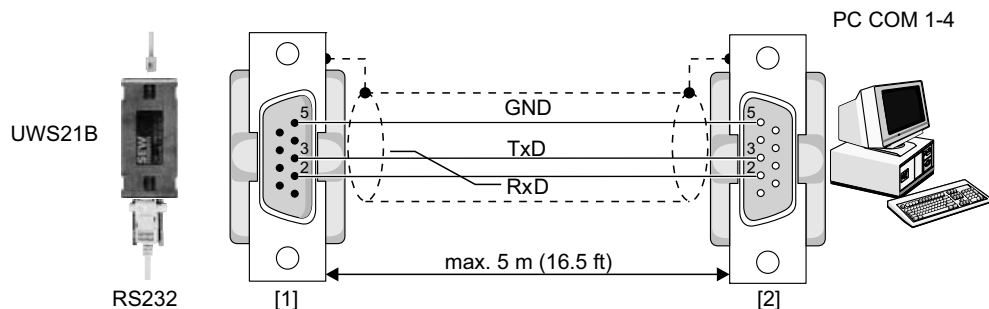 PC COM 1-4
UWS21B
SEW
GND
5
5
TxD
3
3
2
2
RxD
max. 5 m (16.5 ft)
RS232
[1]
[2]